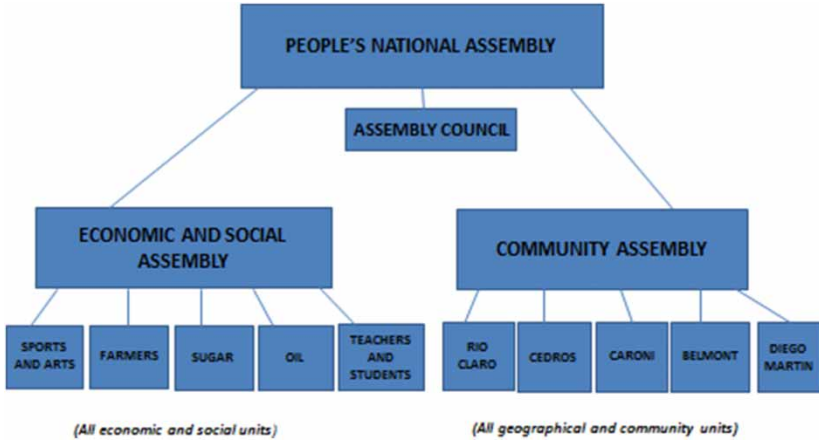 PEOPLE'S NATIONAL ASSEMBLY
ASSEMBLY COUNCIL
ECONOMIC AND SOCIAL
ASSEMBLY
COMMUNITY ASSEMBLY
SPORTS
AND ARTS
FARMERS
SUGAR
OIL
TEACHERS
AND
STUDENTS
RIO
CLARO
CEDROS
CARONI
BELMONT
DIEGO
MARTIN
(All economic and social units)
(All geographical and community units)